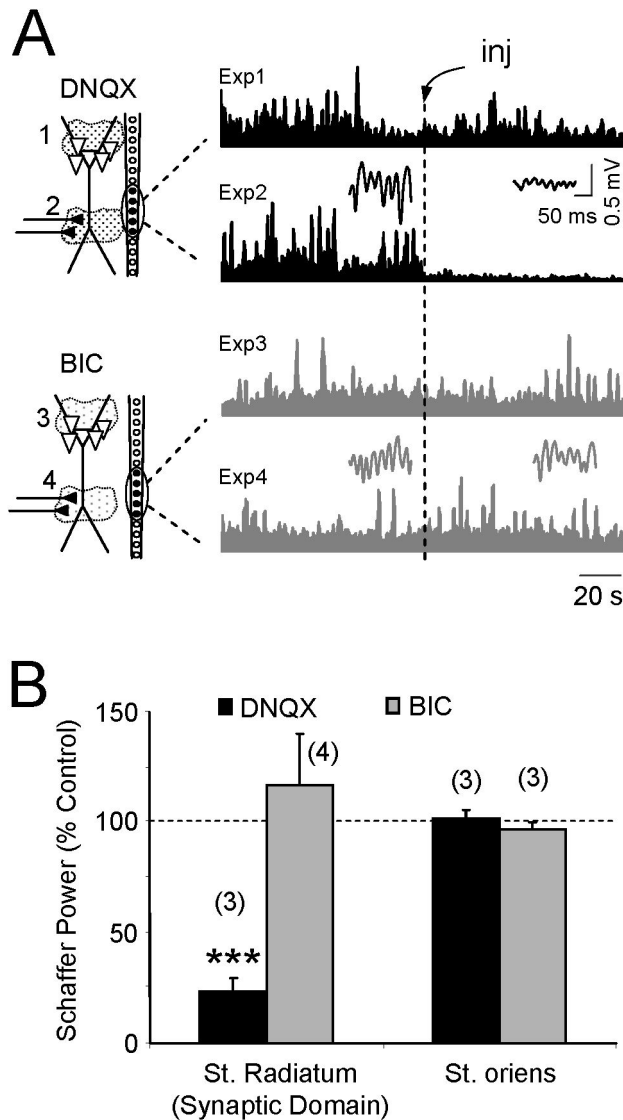 A
DNQX
1
2
Exp1
inj
Exp2
50 ms
0.5 mV
BIC
3
4
Exp3
Exp4
20 s
B
150
100
50
0
Schaffer Power (% Control)
DNQX
BIC
(3)
***
(4)
(3)
(3)
St. Radiatum
(Synaptic Domain)
St. oriens